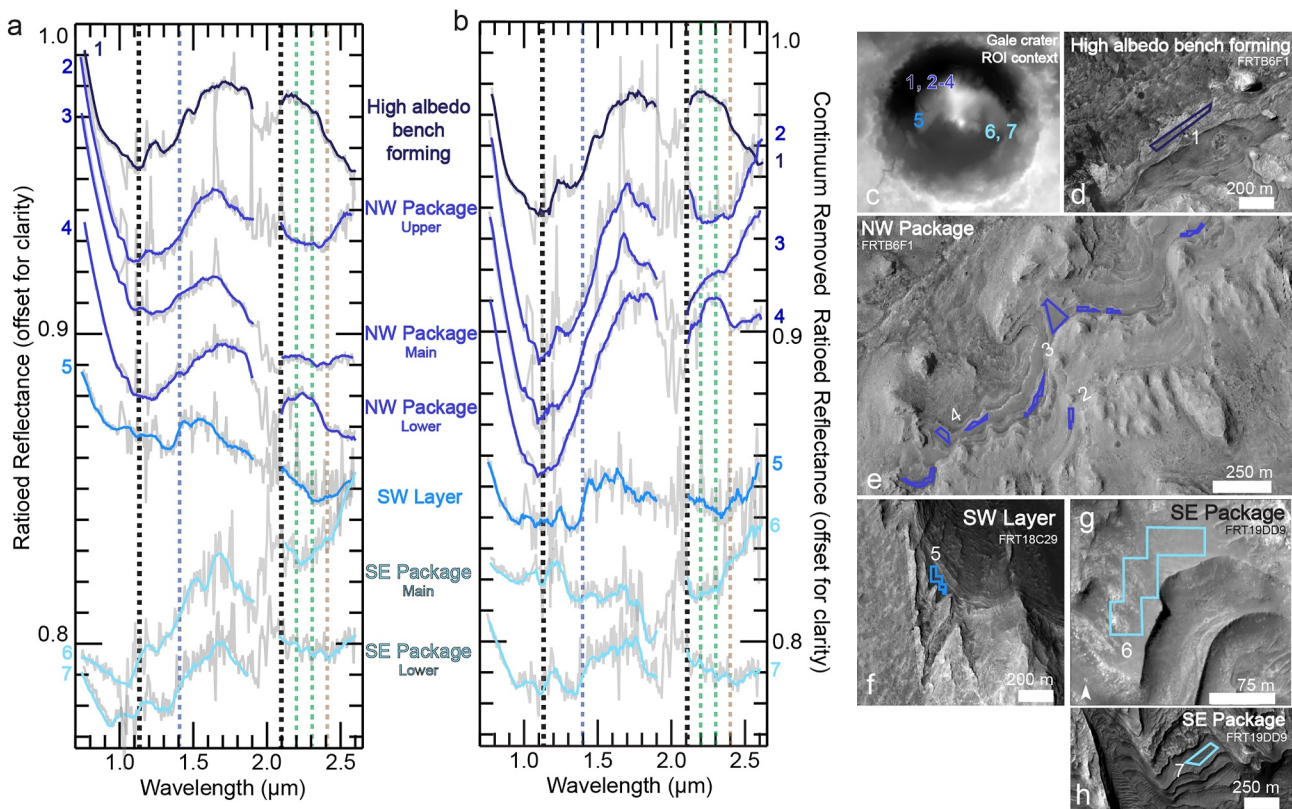 a
1.0
1
2
3
4
5
6
7
0.9
0.8
Ratioed Reflectance (offset for clarity)
1.0
1.5
2.0
2.5
Wavelength (µm)
High albedo
bench
forming
NW Package
Upper
NW Package
Main
NW Package
Lower
SW Layer
SE Package
Main
SE Package
Lower
b
1.0
2
1
3
4
0.9
5
6
0.8
7
Continuum Removed Ratioed Reflectance (offset for clarity)
1.0
1.5
2.0
2.5
Wavelength (µm)
Gale crater
ROI context
1, 2-4
5
6, 7
c
High albedo bench forming
FRTB6F1
1
d
200 m
NW Package
FRTB6F1
3
4
2
e
250 m
SW Layer
FRT18C29
5
f
200 m
g
SE Package
FRT19DD9
6
75 m
SE Package
FRT19DD9
7
h
250 m